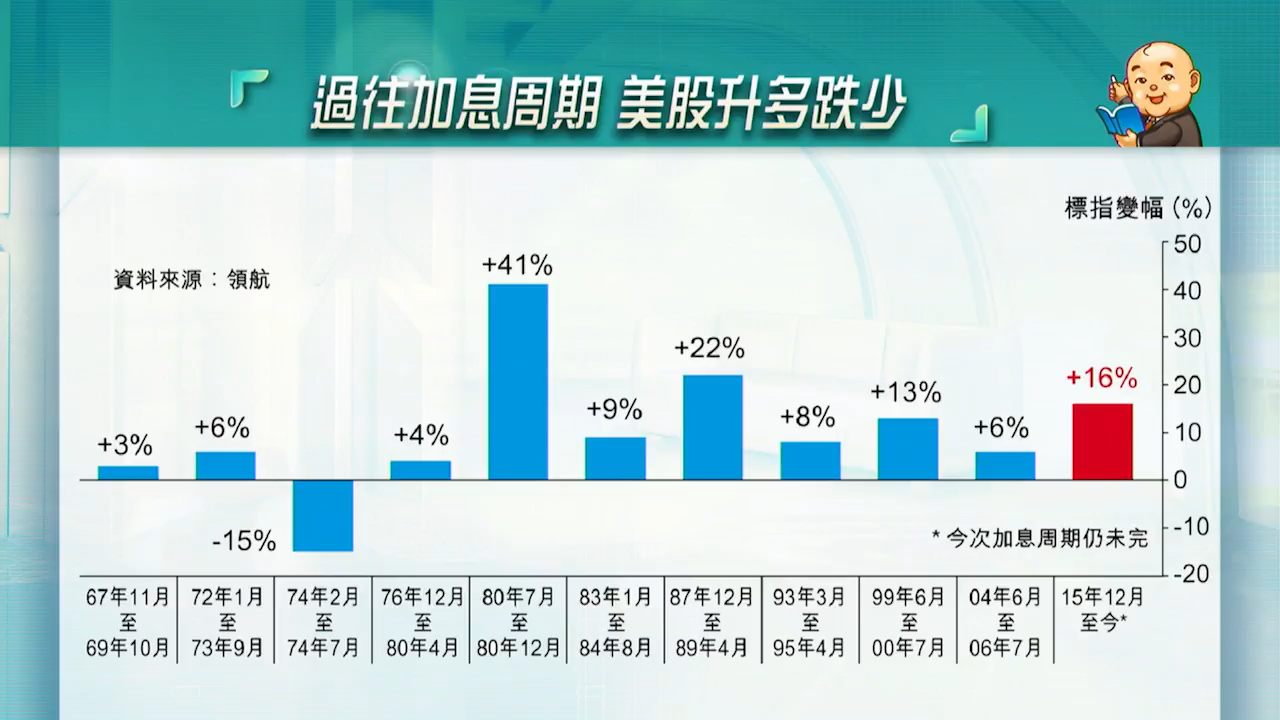 過往加息周期 美股升多跌少
標指變幅 (%)
資料來源：領航
50
40
30
20
10
0
-10
-20
+3%
+6%
-15%
+4%
+41%
+9%
+22%
+8%
+13%
+6%
+16%
* 今次加息周期仍未完
67年11月
至
69年10月
72年1月
至
73年9月
74年2月
至
74年7月
76年12月
至
80年4月
80年7月
至
80年12月
83年1月
至
84年8月
87年12月
至
89年4月
93年3月
至
95年4月
99年6月
至
00年7月
04年6月
至
06年7月
15年12月
至今*